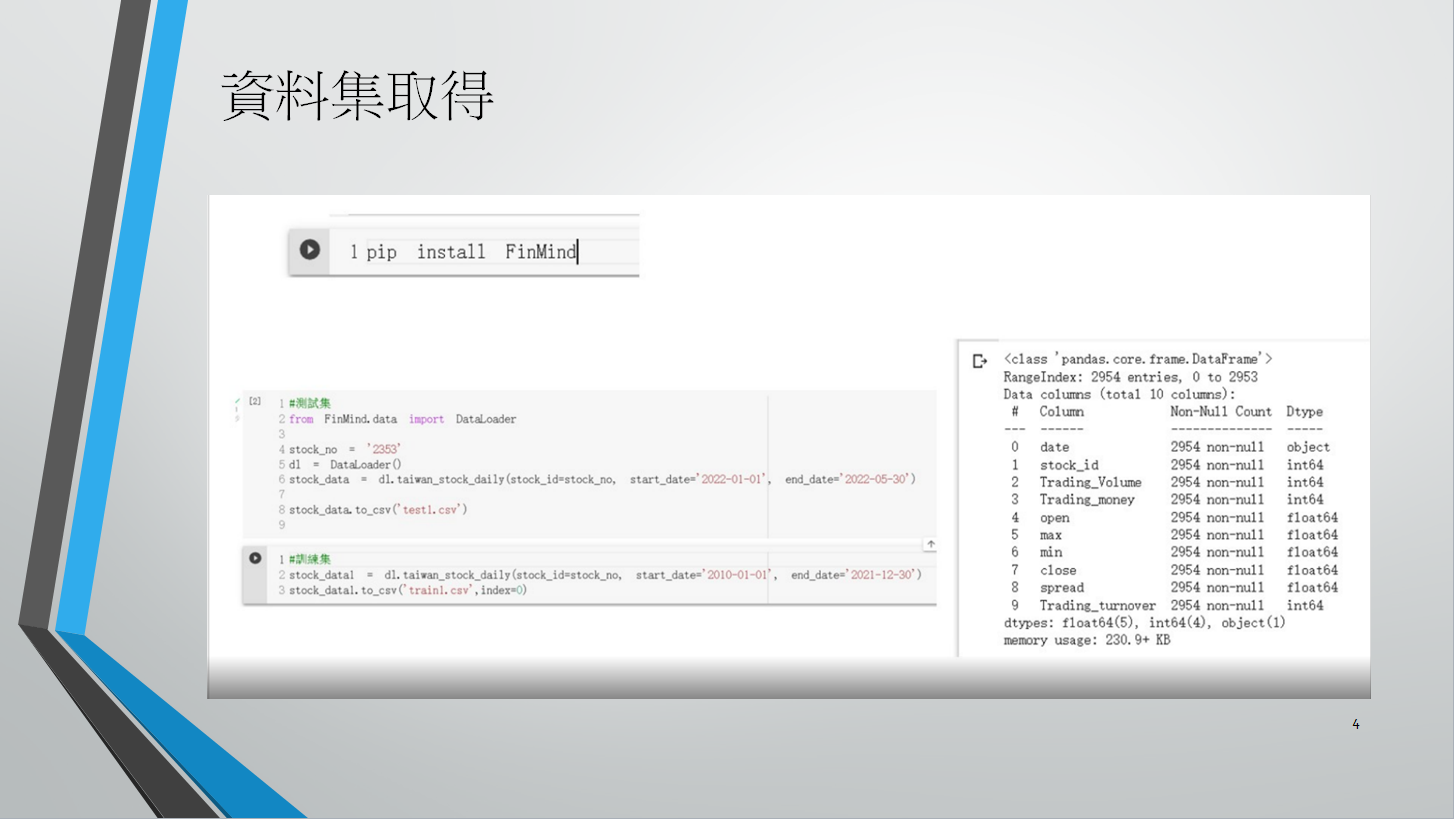 資料集取得
1 pip install FinMind
[2]
1 #測試集
2 from FinMind.data import DataLoader
3
4 stock_no = '2353'
5 dl = DataLoader()
6 stock_data = dl.taiwan_stock_daily(stock_id=stock_no, start_date='2022-01-01', end_date='2022-05-30')
7
8 stock_data.to_csv('test1.csv')
9
1 #訓練集
2 stock_data1 = dl.taiwan_stock_daily(stock_id=stock_no, start_date='2010-01-01', end_date='2021-12-30')
3 stock_data1.to_csv('train1.csv',index=0)
<class 'pandas.core.frame.DataFrame'>
RangeIndex: 2954 entries, 0 to 2953
Data columns (total 10 columns):
# Column Non-Null Count Dtype
--- ------ -------------- -----
0 date 2954 non-null object
1 stock_id 2954 non-null int64
2 Trading_Volume 2954 non-null int64
3 Trading_money 2954 non-null int64
4 open 2954 non-null float64
5 max 2954 non-null float64
6 min 2954 non-null float64
7 close 2954 non-null float64
8 spread 2954 non-null float64
9 Trading_turnover 2954 non-null int64
dtypes: float64(5), int64(4), object(1)
memory usage: 230.9+ KB
4